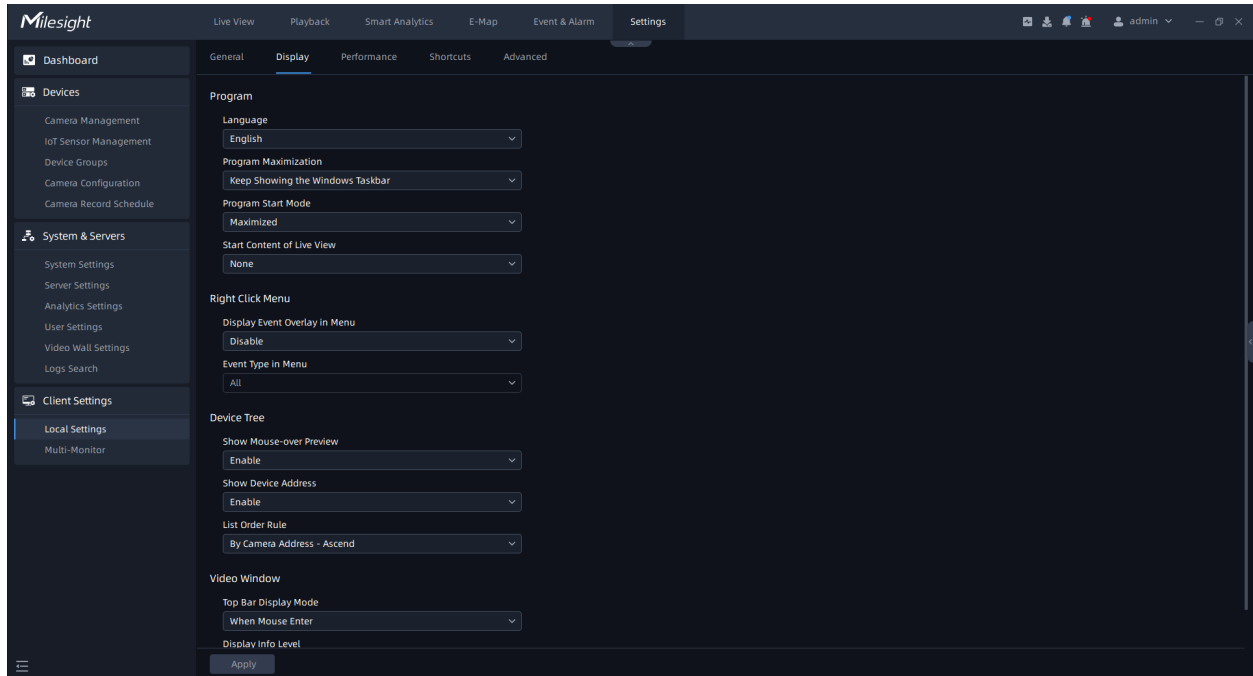 Milesight
Live View
Playback
Smart Analytics
E-Map
Event & Alarm
Settings
admin
Dashboard
Devices
Camera Management
IoT Sensor Management
Device Groups
Camera Configuration
Camera Record Schedule
System & Servers
System Settings
Server Settings
Analytics Settings
User Settings
Video Wall Settings
Logs Search
Client Settings
Local Settings
Multi-Monitor
General
Display
Performance
Shortcuts
Advanced
Program
Language
English
Program Maximization
Keep Showing the Windows Taskbar
Program Start Mode
Maximized
Start Content of Live View
None
Right Click Menu
Display Event Overlay in Menu
Disable
Event Type in Menu
All
Device Tree
Show Mouse-over Preview
Enable
Show Device Address
Enable
List Order Rule
By Camera Address - Ascend
Video Window
Top Bar Display Mode
When Mouse Enter
Display Info Level
Apply